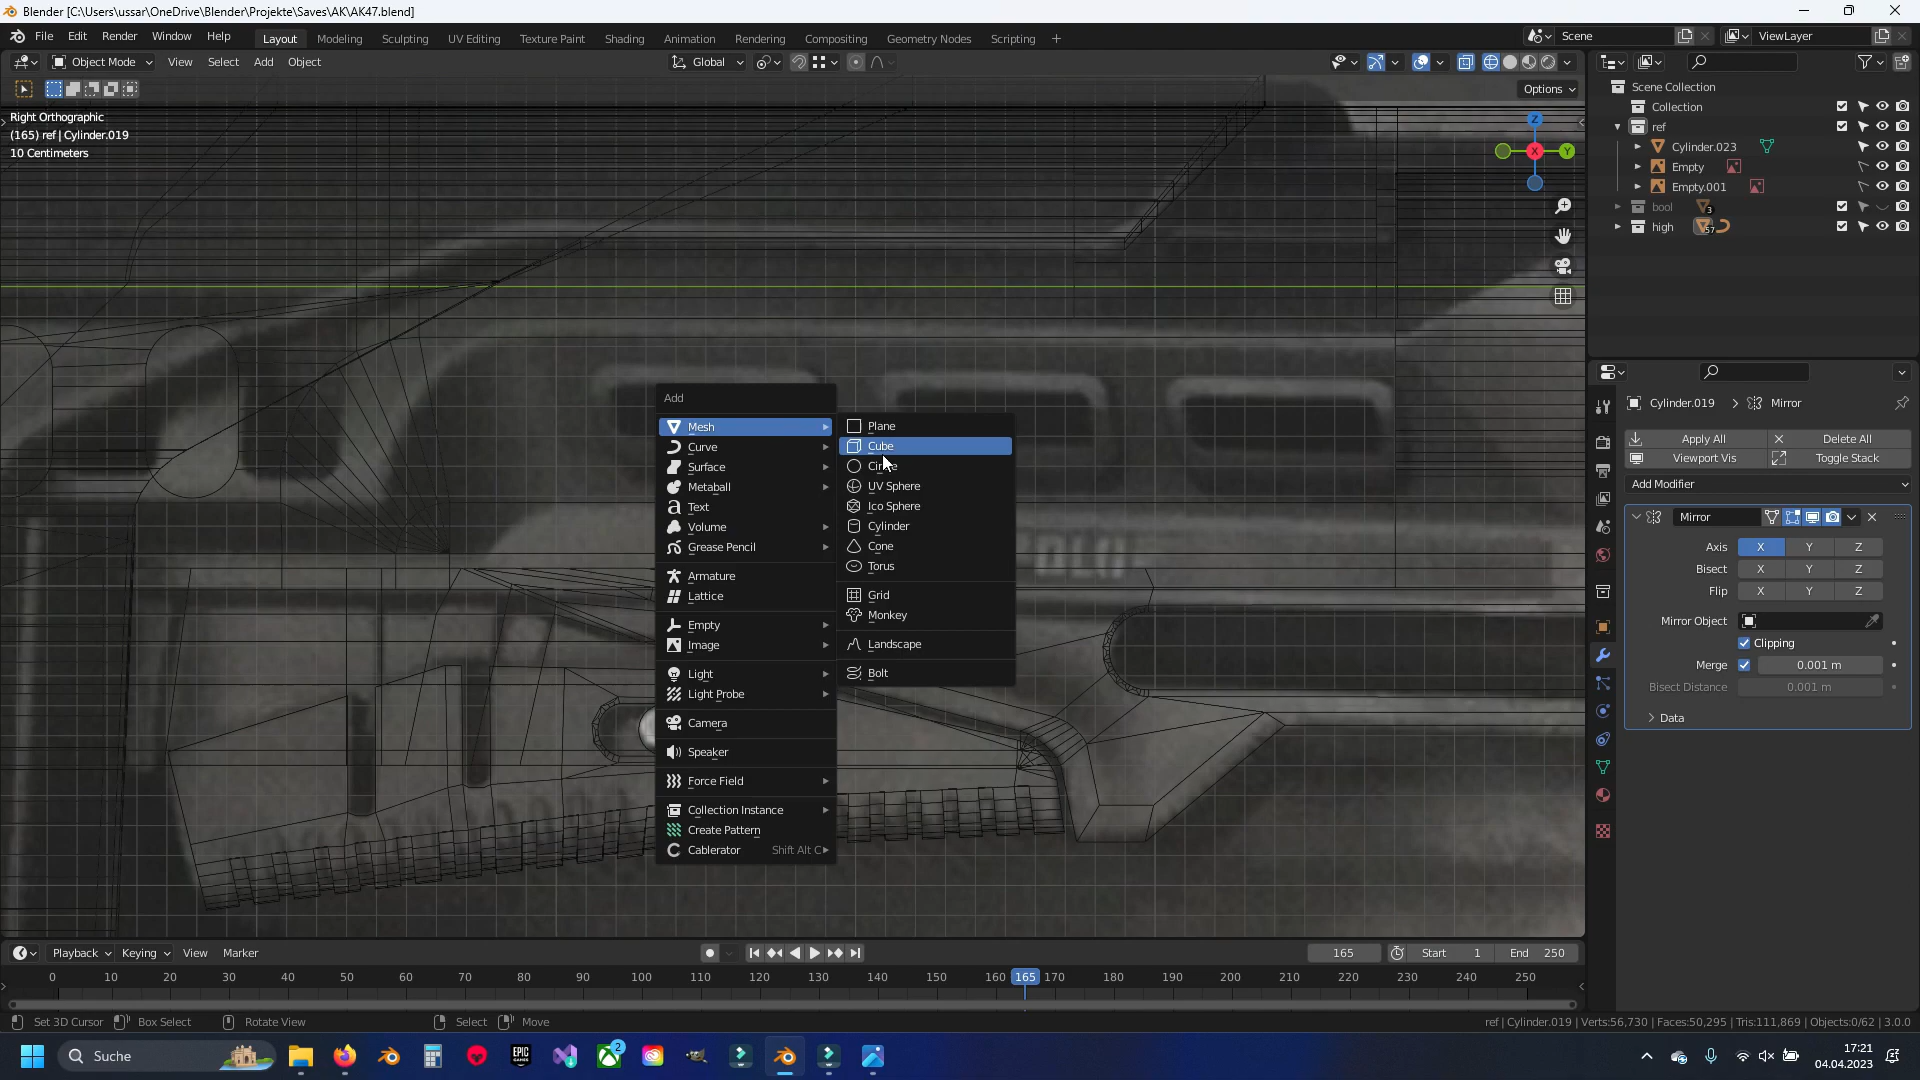 Blender [C:\Users\ussar\OneDrive\Blender\Projekte\Saves\AK\AK47.blend]
File Edit Render Window Help Layout Modeling Sculpting UV Editing Texture Paint Shading Animation Rendering Compositing Geometry Nodes Scripting + Scene ViewLayer
Object Mode View Select Add Object Global
Options
Right Orthographic
(165) ref | Cylinder.019
10 Centimeters
Z
X
Y
Scene Collection
Collection
ref
Cylinder.023
Empty
Empty.001
bool 3
high 57
Add
Mesh
Curve
Surface
Metaball
Text
Volume
Grease Pencil
Armature
Lattice
Empty
Image
Light
Light Probe
Camera
Speaker
Force Field
Collection Instance
Create Pattern
Cablerator Shift Alt C
Plane
Cube
Circle
UV Sphere
Ico Sphere
Cylinder
Cone
Torus
Grid
Monkey
Landscape
Bolt
Cylinder.019 Mirror
Apply All Delete All
Viewport Vis Toggle Stack
Add Modifier
Mirror
Axis X Y Z
Bisect X Y Z
Flip X Y Z
Mirror Object
Clipping
Merge 0.001 m
Bisect Distance 0.001 m
Data
Playback Keying View Marker 165 Start 1 End 250
0 10 20 30 40 50 60 70 80 90 100 110 120 130 140 150 160 165 170 180 190 200 210 220 230 240 250
Set 3D Cursor Box Select Rotate View Select Move ref | Cylinder.019 | Verts:56,730 | Faces:50,295 | Tris:111,869 | Objects:0/62 | 3.0.0
Suche EPIC GAMES 2 17:21
04.04.2023